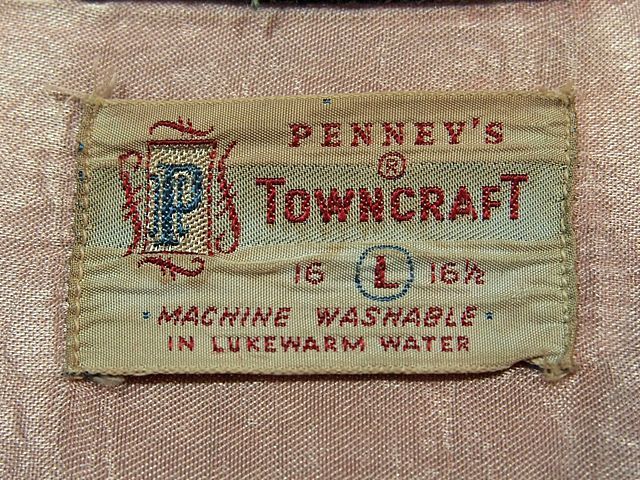 PENNEY'S
®
P TOWNCRAFT
16 L 16½
MACHINE WASHABLE
IN LUKEWARM WATER